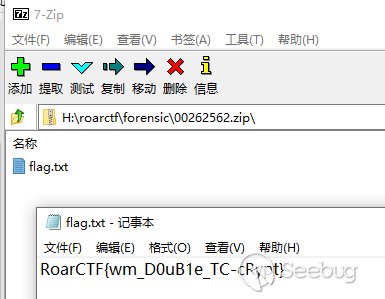 7z 7-Zip
文件(F) 编辑(E) 查看(V) 书签(A) 工具(T) 帮助(H)
添加 提取 测试 复制 移动 删除 信息
H:\roarctf\forensic\00262562.zip\
名称
flag.txt
flag.txt - 记事本
文件(F) 编辑(E) 格式(O) 查看(V) 帮助(H)
RoarCTF{wm_D0uB1e_TC-cRypt}
Seebug